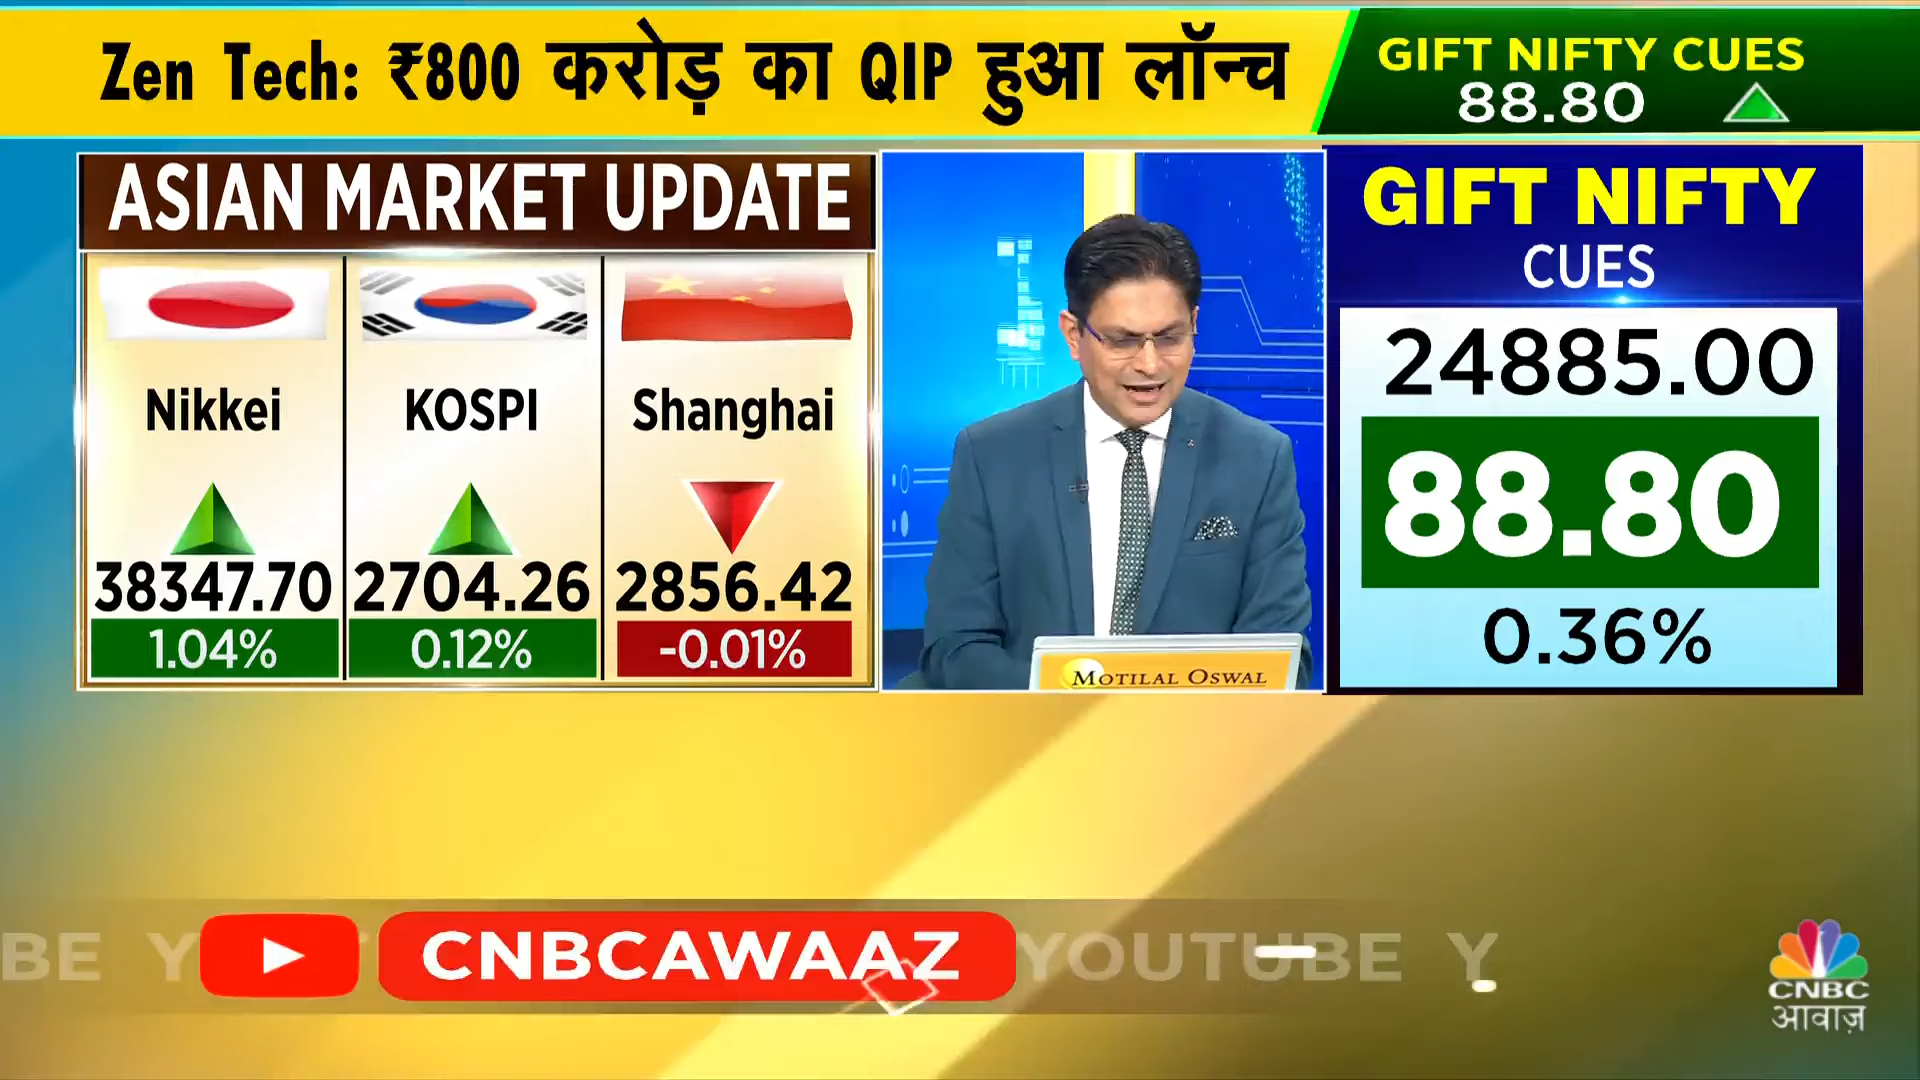 Zen Tech: ₹800 करोड़ का QIP हुआ लॉन्च
GIFT NIFTY CUES
88.80
ASIAN MARKET UPDATE
Nikkei
38347.70
1.04%
KOSPI
2704.26
0.12%
Shanghai
2856.42
-0.01%
MOTILAL OSWAL
GIFT NIFTY
CUES
24885.00
88.80
0.36%
BE Y
CNBCAWAAZ
YOUTUBE Y
CNBC
आवाज़